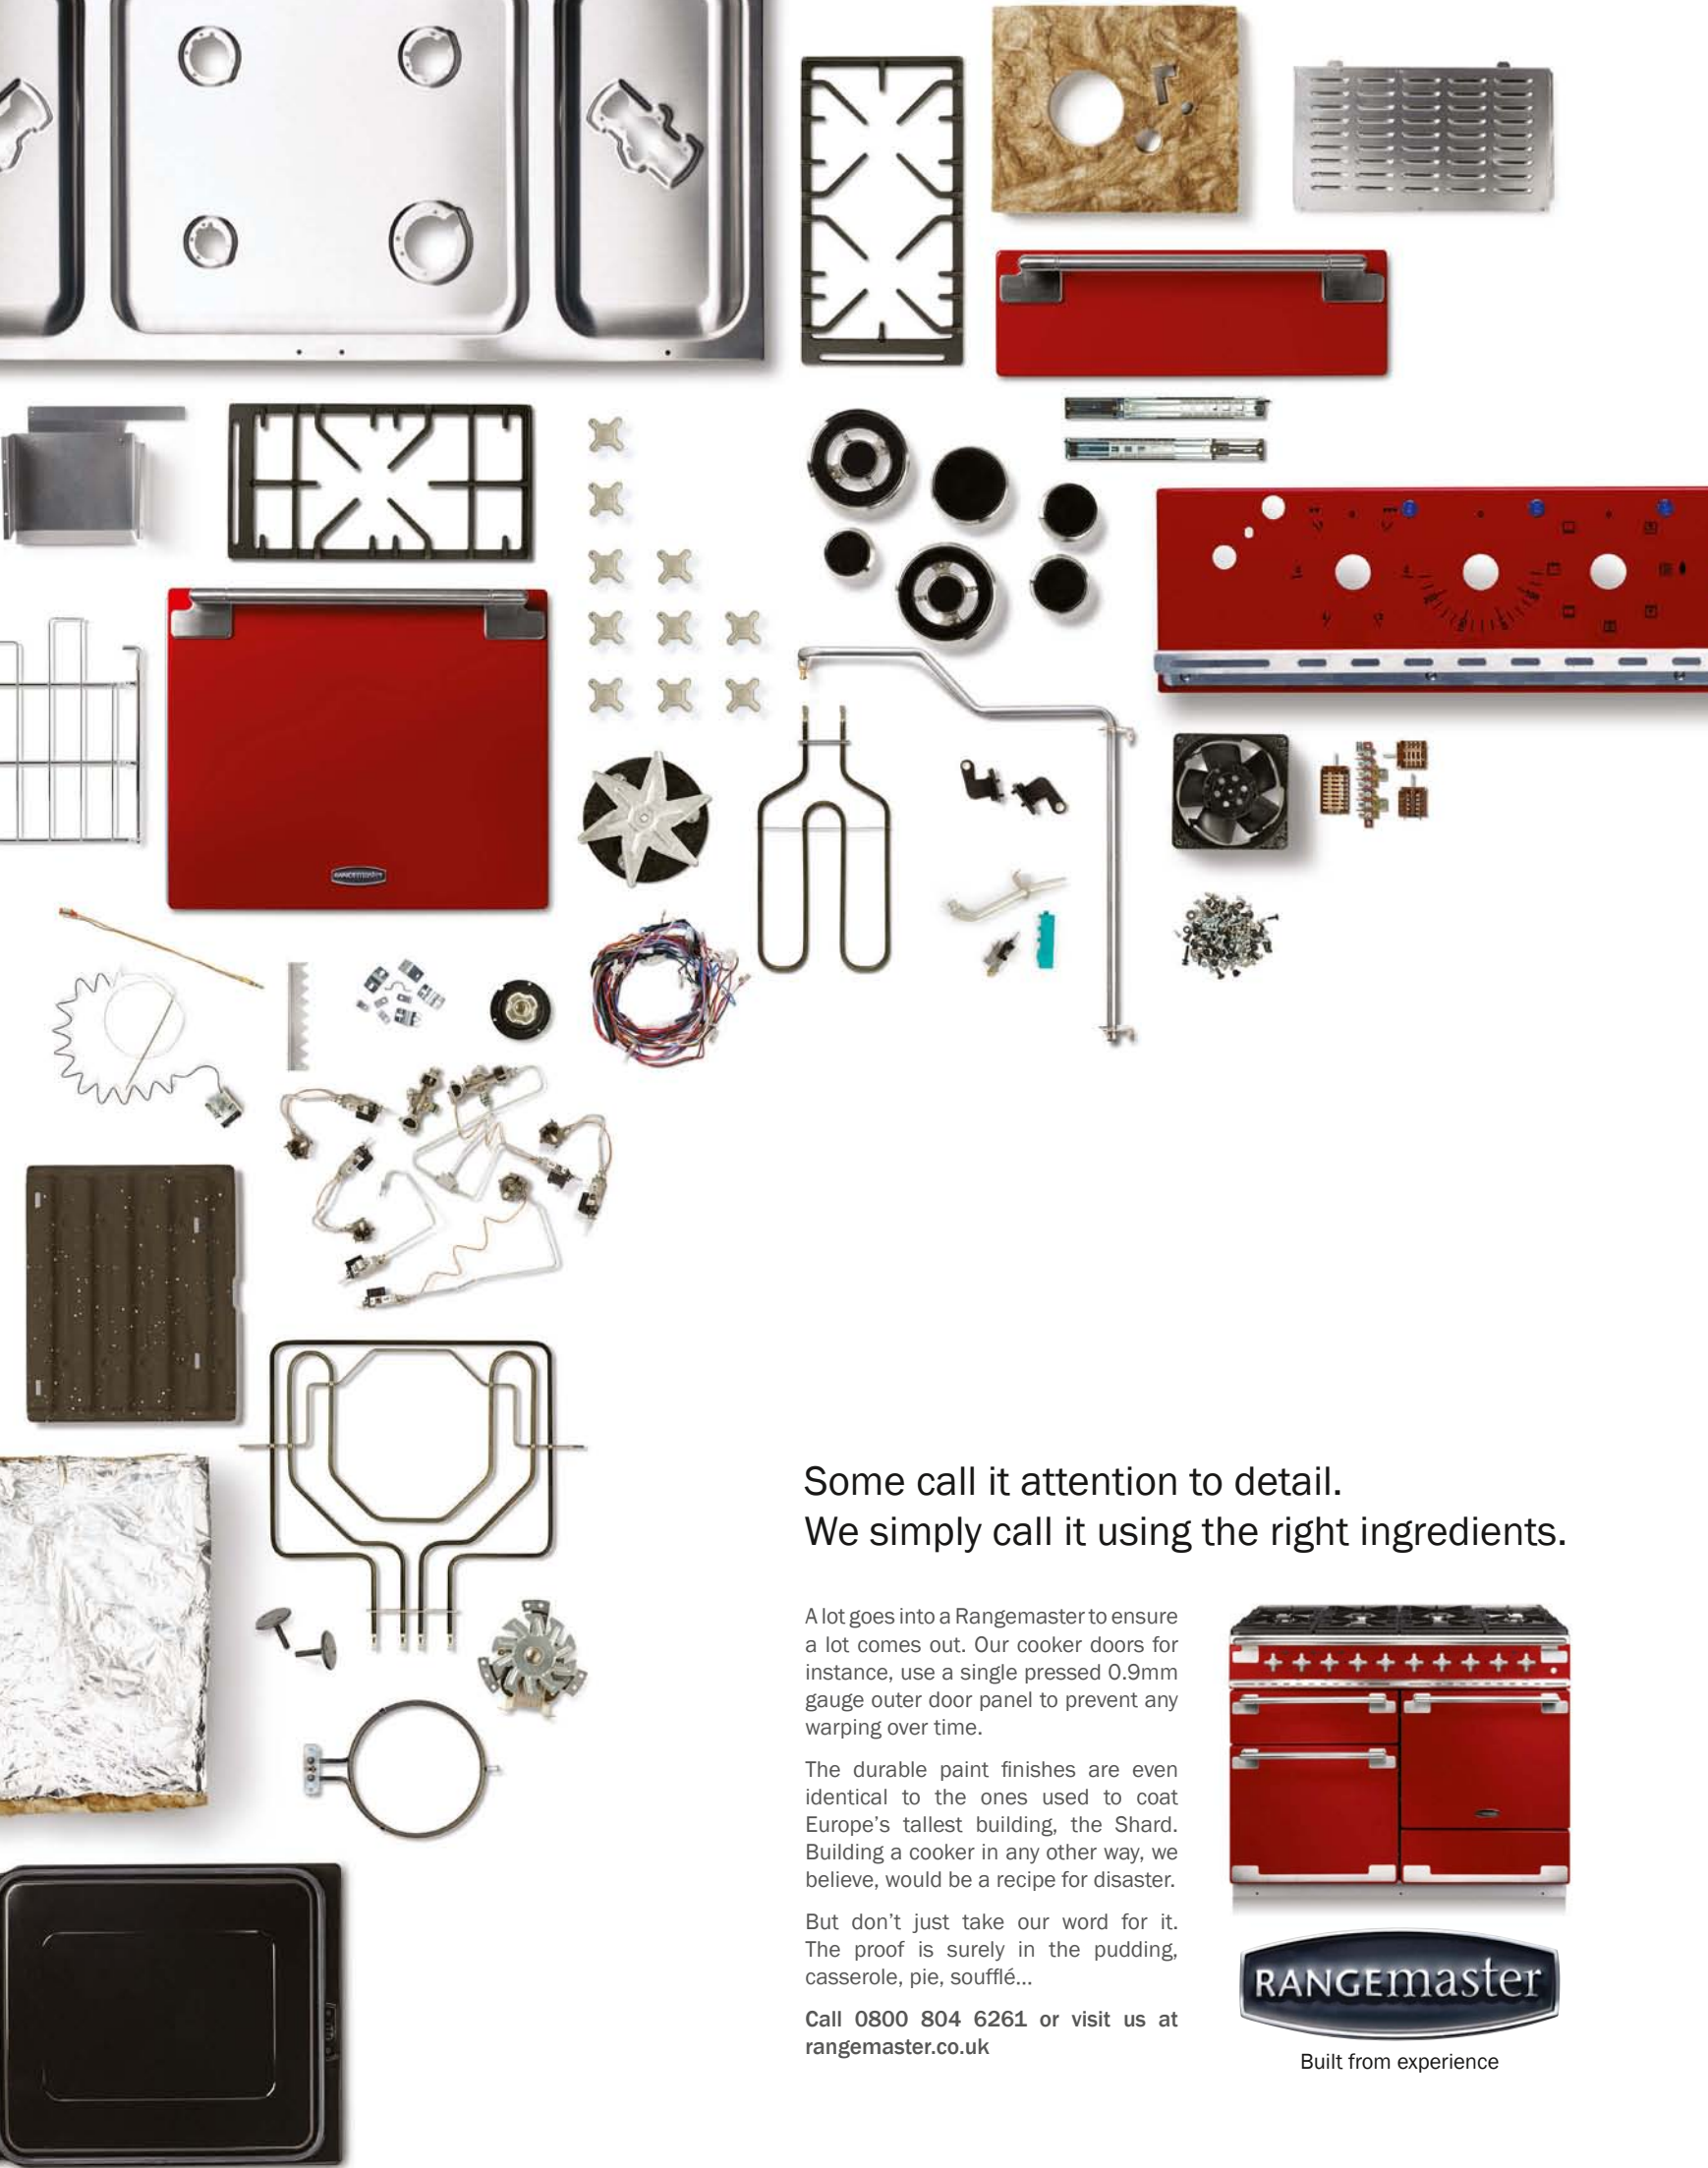 RANGEmaster
Some call it attention to detail.
We simply call it using the right ingredients.
A lot goes into a Rangemaster to ensure
a lot comes out. Our cooker doors for
instance, use a single pressed 0.9mm
gauge outer door panel to prevent any
warping over time.
The durable paint finishes are even
identical to the ones used to coat
Europe's tallest building, the Shard.
Building a cooker in any other way, we
believe, would be a recipe for disaster.
But don't just take our word for it.
The proof is surely in the pudding,
casserole, pie, soufflé...
Call 0800 804 6261 or visit us at
rangemaster.co.uk
RANGEmaster
Built from experience